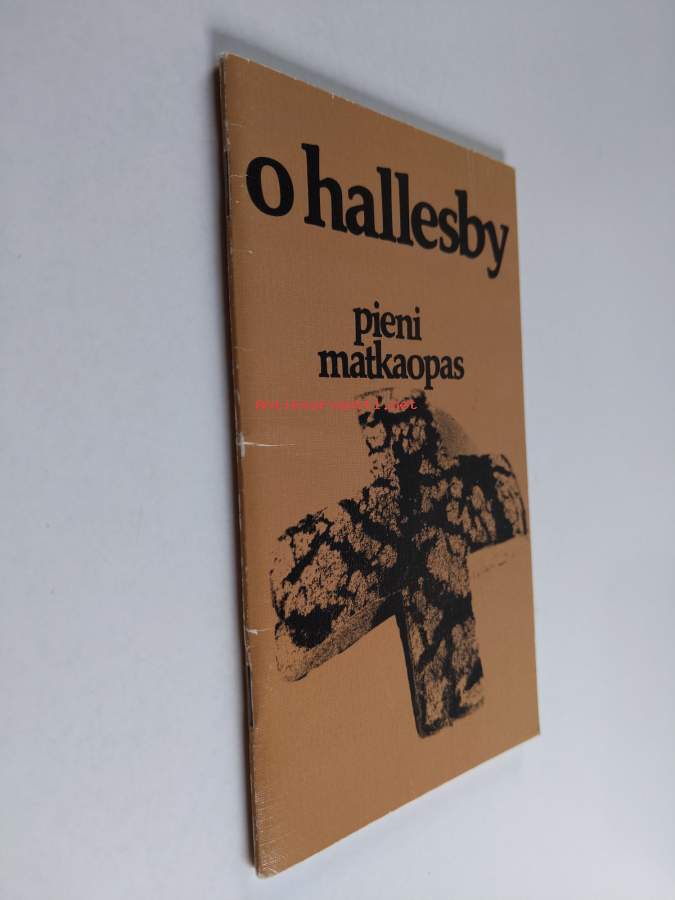 o hallesby
pieni
matkaopas